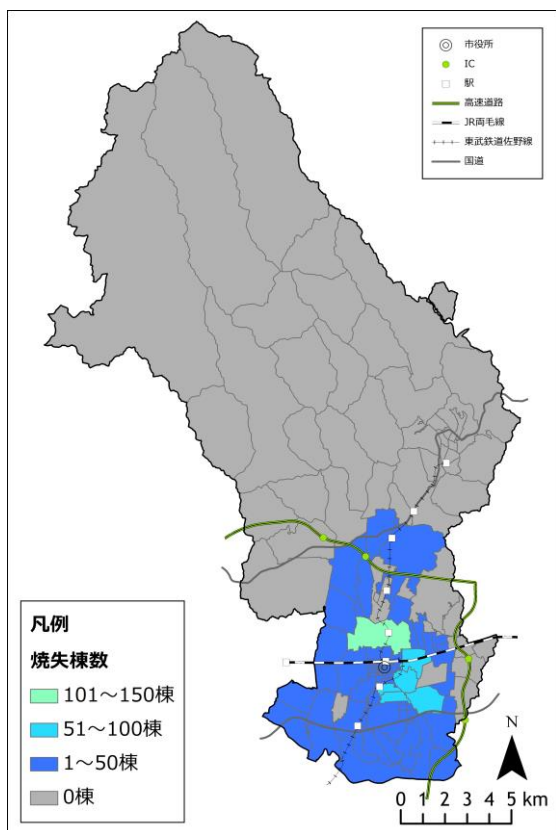 市役所
IC
駅
高速道路
JR両毛線
東武鉄道佐野線
国道
凡例
焼失棟数
101～150棟
51～100棟
1～50棟
0棟
N
0 1 2 3 4 5 km